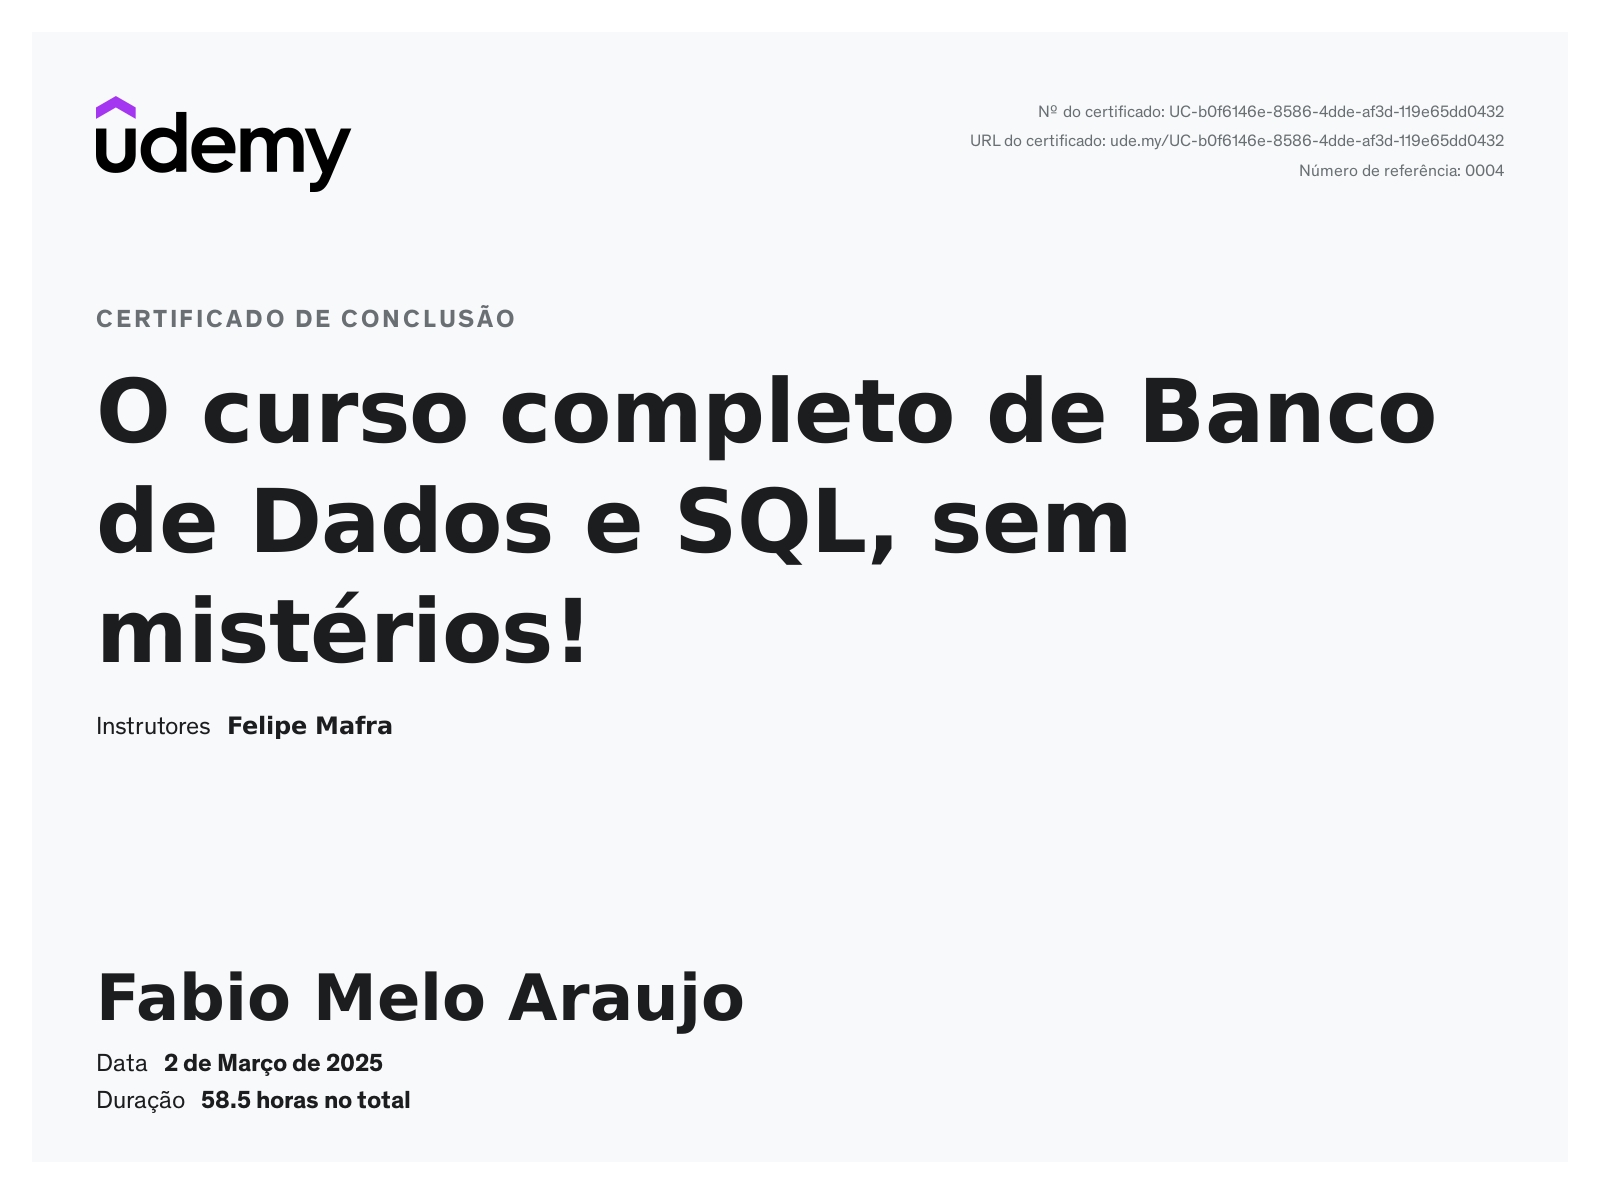 udemy
Nº do certificado: UC-b0f6146e-8586-4dde-af3d-119e65dd0432
URL do certificado: ude.my/UC-b0f6146e-8586-4dde-af3d-119e65dd0432
Número de referência: 0004
CERTIFICADO DE CONCLUSÃO
O curso completo de Banco
de Dados e SQL, sem
mistérios!
Instrutores Felipe Mafra
Fabio Melo Araujo
Data 2 de Março de 2025
Duração 58.5 horas no total